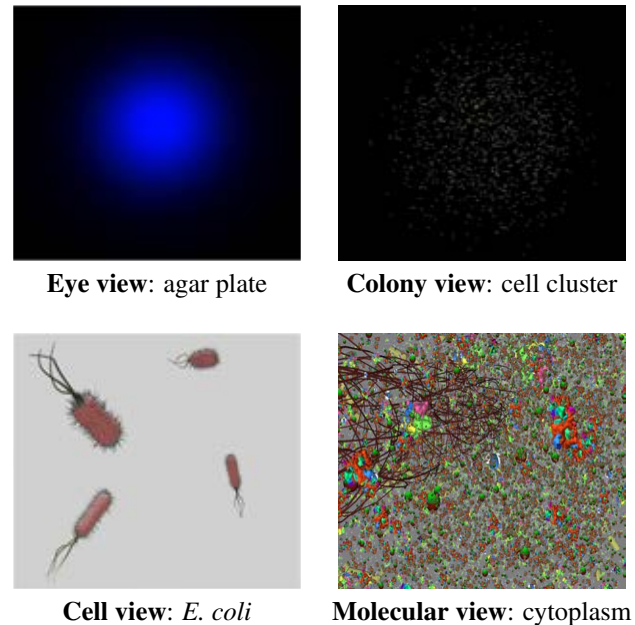 Eye view: agar plate
Colony view: cell cluster
Cell view: E. coli
Molecular view: cytoplasm